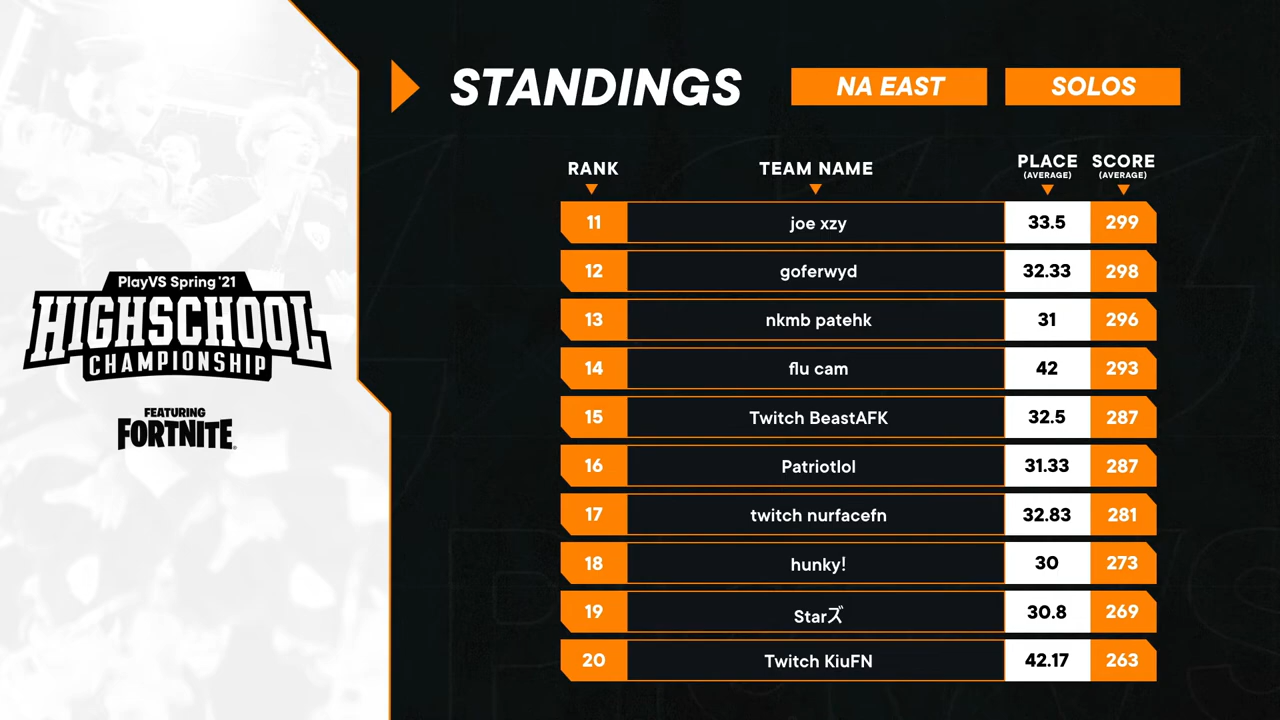 STANDINGS NA EAST SOLOS
RANK TEAM NAME PLACE (AVERAGE) SCORE (AVERAGE)
11 joe xzy 33.5 299
12 goferwyd 32.33 298
13 nkmb patehk 31 296
14 flu cam 42 293
15 Twitch BeastAFK 32.5 287
16 Patriotlol 31.33 287
17 twitch nurfacefn 32.83 281
18 hunky! 30 273
19 Starズ 30.8 269
20 Twitch KiuFN 42.17 263
PlayVS Spring '21
HIGHSCHOOL
CHAMPIONSHIP
FEATURING
FORTNITE